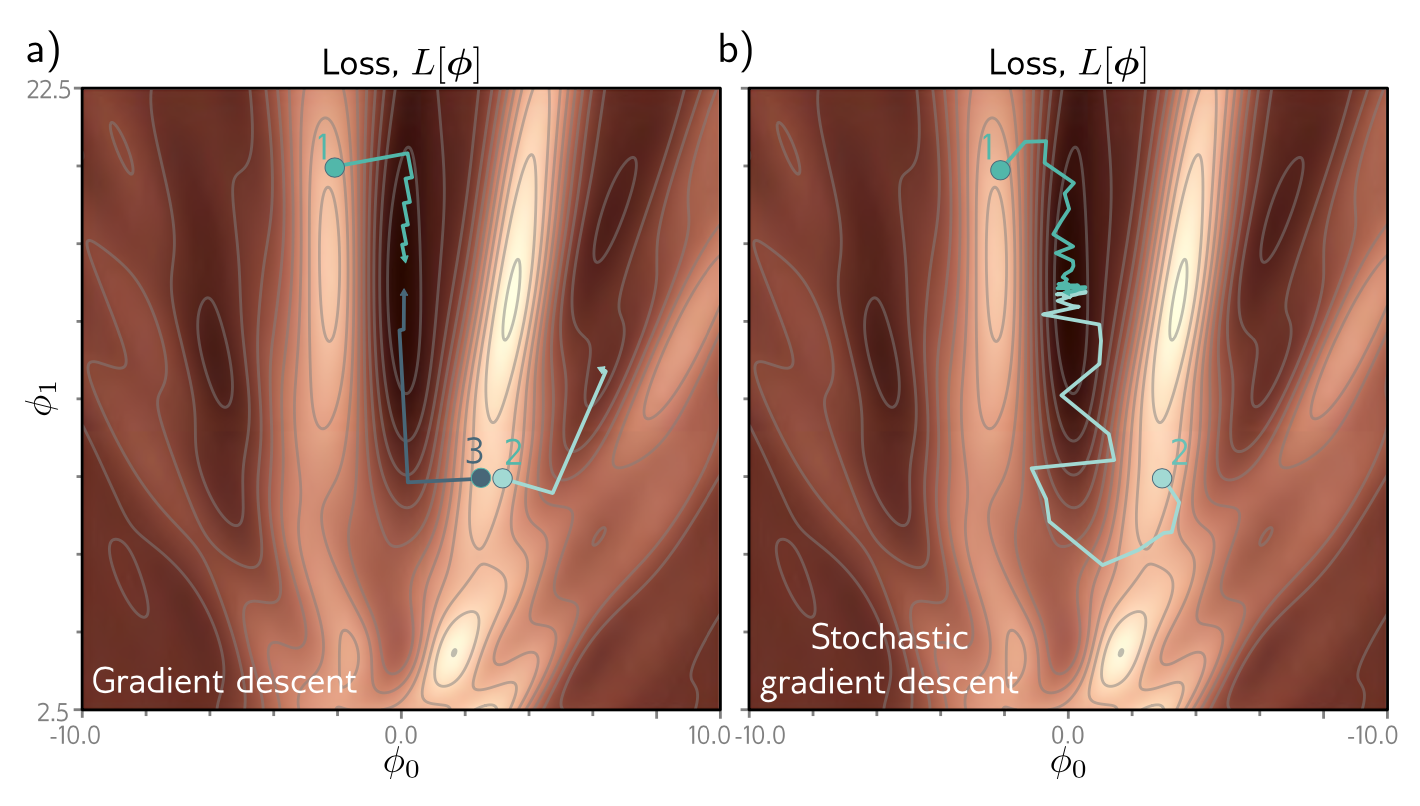 a)
Loss, L[ϕ]
22.5
1
3
2
ϕ₁
Gradient descent
2.5
-10.0
0.0
10.0
ϕ₀
b)
Loss, L[ϕ]
1
2
Stochastic
gradient descent
-10.0
0.0
-10.0
ϕ₀